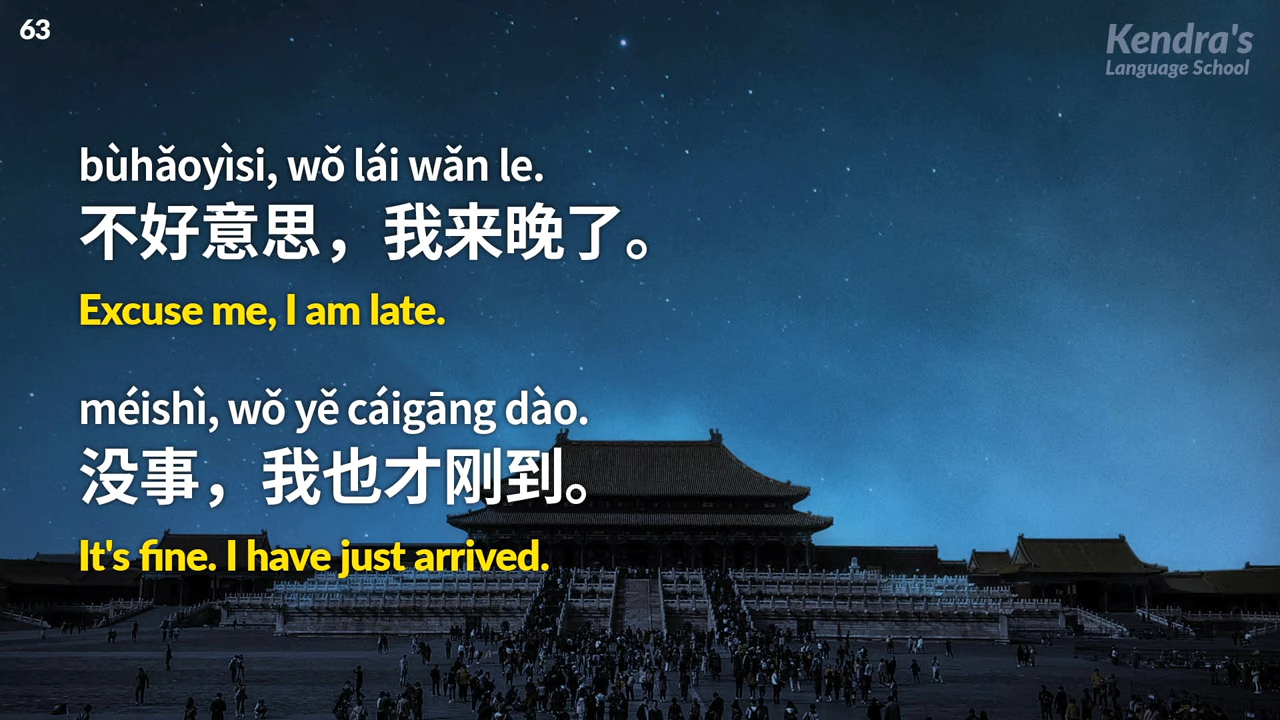 63
Kendra's
Language School
bùhǎoyìsi, wǒ lái wǎn le.
不好意思，我来晚了。
Excuse me, I am late.
méishì, wǒ yě cáigāng dào.
没事，我也才刚到。
It's fine. I have just arrived.